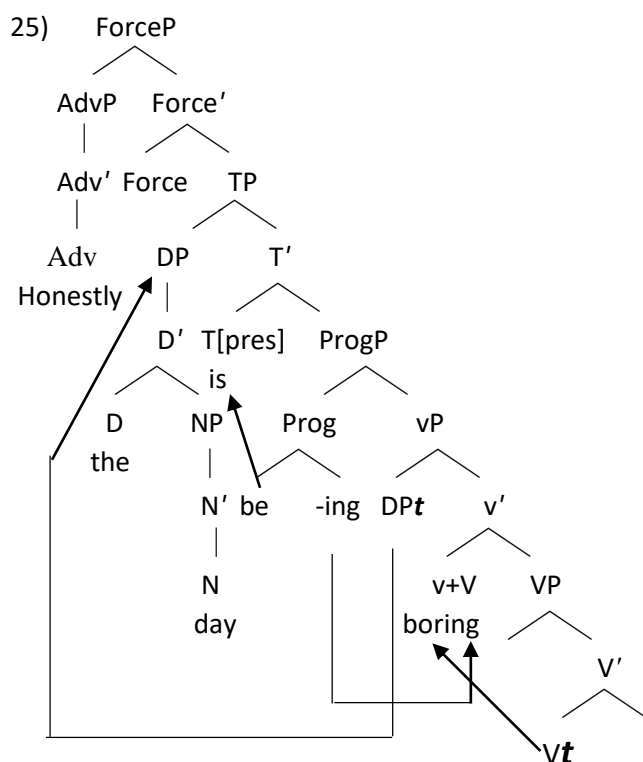 25) ForceP
AdvP Force′
Adv′ Force TP
Adv DP T′
Honestly
D′ T[pres] ProgP
is
D NP Prog vP
the
N′ be -ing DPt v′
N v+V VP
day boring
V′
Vt